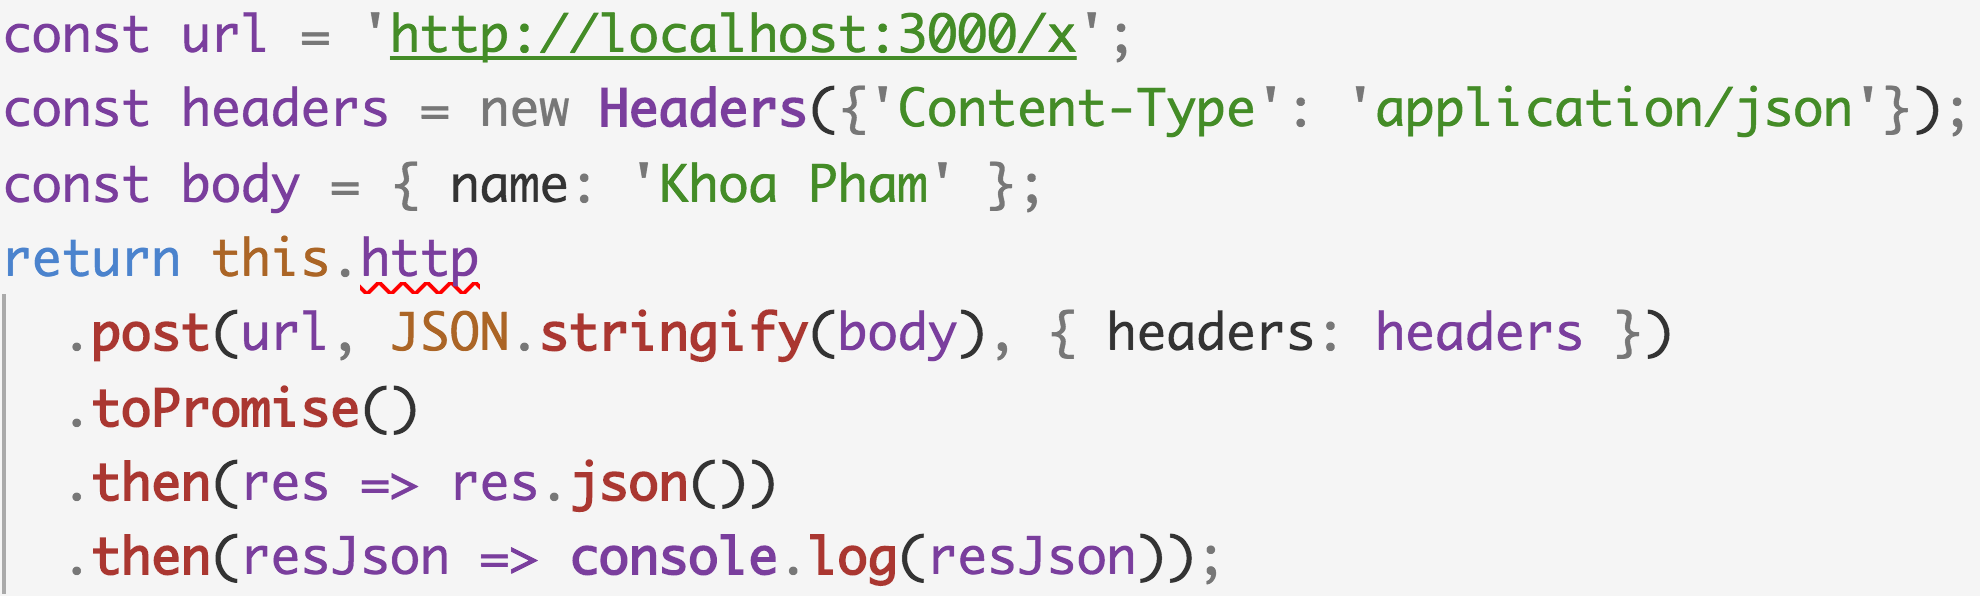 const url = 'http://localhost:3000/x';
const headers = new Headers({'Content-Type': 'application/json'});
const body = { name: 'Khoa Pham' };
return this.http
  .post(url, JSON.stringify(body), { headers: headers })
  .toPromise()
  .then(res => res.json())
  .then(resJson => console.log(resJson));